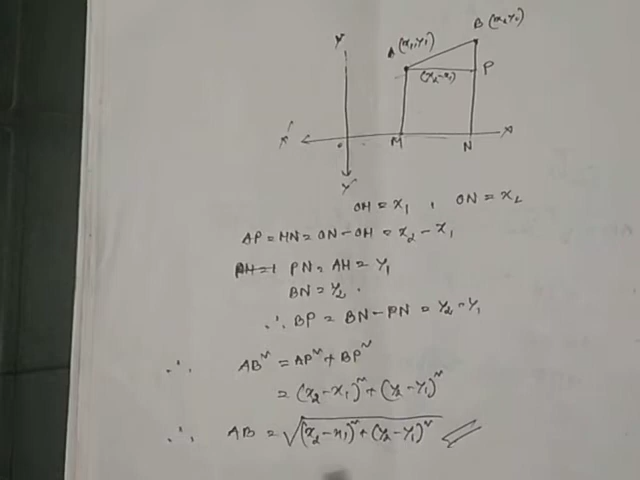 Y
B (x₂, y₂)
A (x₁, y₁)
(x₂-x₁) P
X' O M N X
Y'
OM = x₁ , ON = x₂
AP = MN = ON - OM = x₂ - x₁
PN = AM = y₁
BN = y₂ .
∴ BP = BN - PN = y₂ - y₁
∴ AB² = AP² + BP²
= (x₂ - x₁)² + (y₂ - y₁)²
∴ AB = √(x₂ - x₁)² + (y₂ - y₁)²